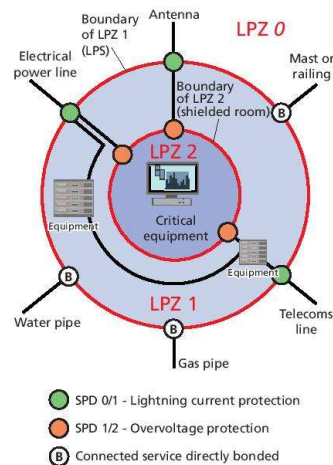 Antenna
LPZ 0
Boundary
of LPZ 1
(LPS)
Electrical
power line
Mast or
railing
Boundary
of LPZ 2
(shielded room)
B
LPZ 2
Critical
equipment
Equipment
Equipment
B
LPZ 1
Telecoms
line
Water pipe
B
Gas pipe
SPD 0/1 - Lightning current protection
SPD 1/2 - Overvoltage protection
B Connected service directly bonded